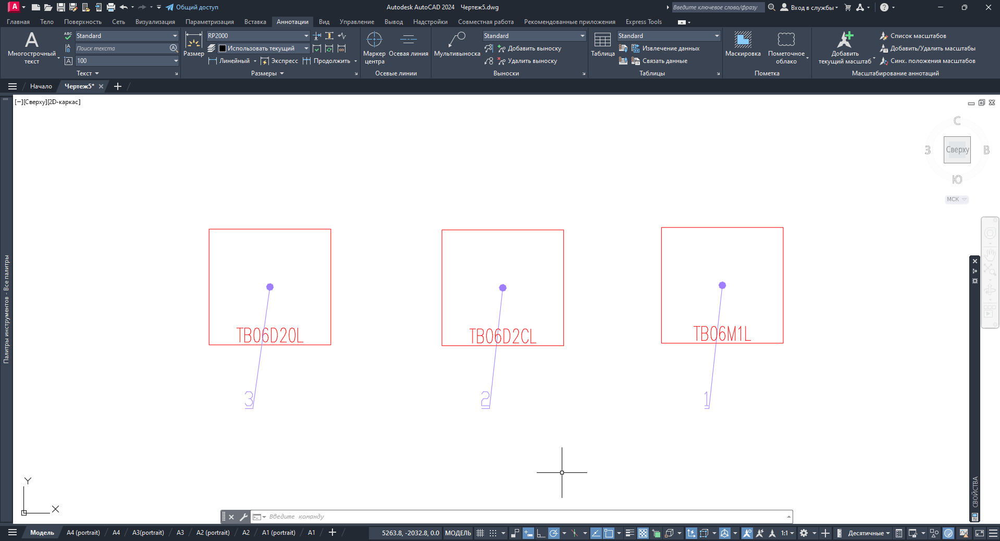 A
Общий доступ
Autodesk AutoCAD 2024 Чертеж5.dwg
Введите ключевое слово/фразу
Вход в службы
Главная Тело Поверхность Сеть Визуализация Параметризация Вставка Аннотации Вид Управление Вывод Надстройки Совместная работа Рекомендованные приложения Express Tools
Многострочный
текст
ABC
Standard
Поиск текста
100
Текст
Размер
RP2000
Использовать текущий
Линейный Экспресс Продолжить
Размеры
Маркер
центра
Осевая линия
Осевые линии
Мультивыноска
Standard
Добавить выноску
Удалить выноску
Выноски
Таблица
Standard
Извлечение данных
Связать данные
Таблицы
Маскировка
Пометочное
облако
Пометка
Добавить
текущий масштаб
Список масштабов
Добавить/Удалить масштабы
Синх. положения масштабов
Масштабирование аннотаций
Начало Чертеж5*
[−][Сверху][2D-каркас]
С
З Сверху В
Ю
МСК
Палитры инструментов - Все палитры
TB06D20L TB06D2CL TB06M1L
3 2 1
СВОЙСТВА
Y
X
Введите команду
Модель A4 (portrait) A4 A3(portrait) A3 A2 (portrait) A2 A1 (portrait) A1
5263.8, -2032.8, 0.0 МОДЕЛЬ 1:1 Десятичные